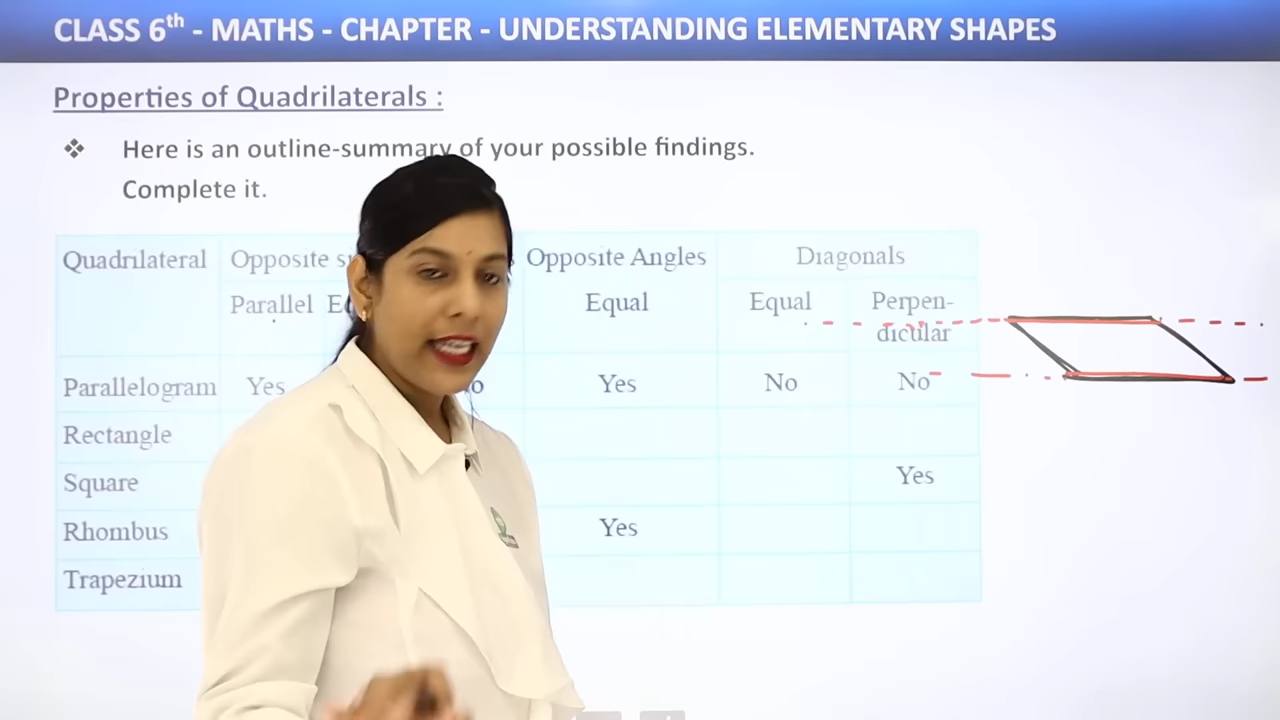 CLASS 6th - MATHS - CHAPTER - UNDERSTANDING ELEMENTARY SHAPES
Properties of Quadrilaterals :
❖ Here is an outline-summary of your possible findings.
Complete it.
Quadrilateral Opposite Opposite Angles Diagonals
Parallel Equal Equal Perpen-
dicular
Parallelogram Yes Yes No No
Rectangle
Square Yes
Rhombus Yes
Trapezium